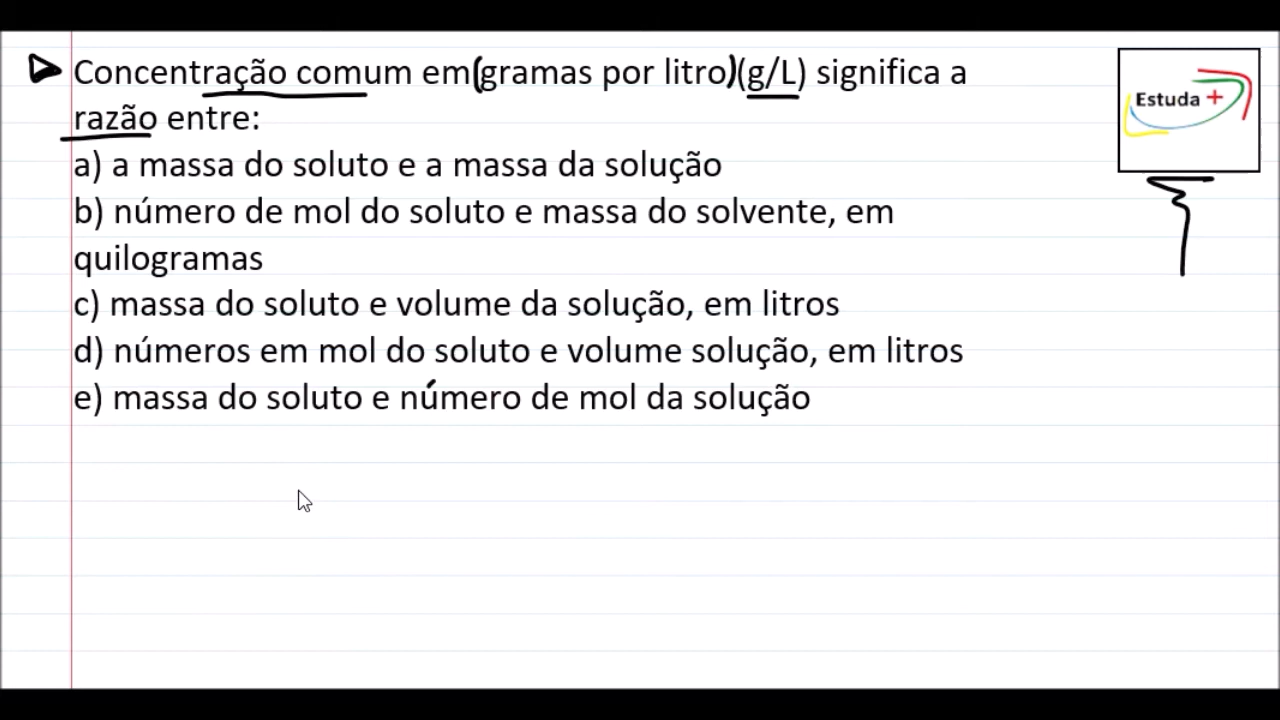 Concentração comum em(gramas por litro)(g/L) significa a
razão entre:
a) a massa do soluto e a massa da solução
b) número de mol do soluto e massa do solvente, em
quilogramas
c) massa do soluto e volume da solução, em litros
d) números em mol do soluto e volume solução, em litros
e) massa do soluto e número de mol da solução
Estuda +